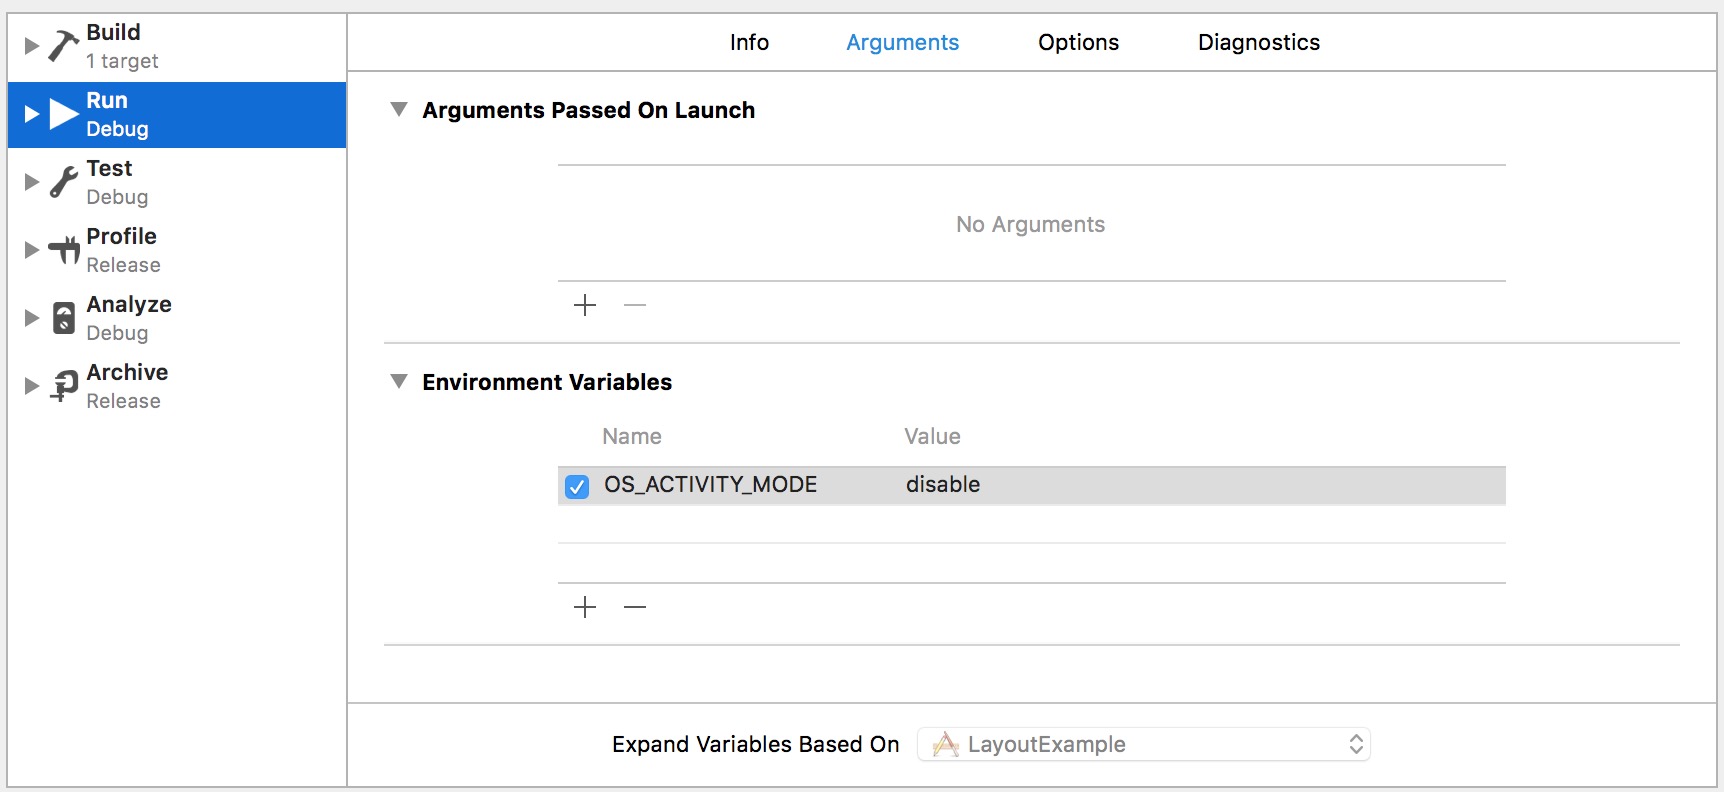 Build
1 target
Run
Debug
Test
Debug
Profile
Release
Analyze
Debug
Archive
Release
Info Arguments Options Diagnostics
Arguments Passed On Launch
No Arguments
Environment Variables
Name Value
OS_ACTIVITY_MODE disable
Expand Variables Based On LayoutExample